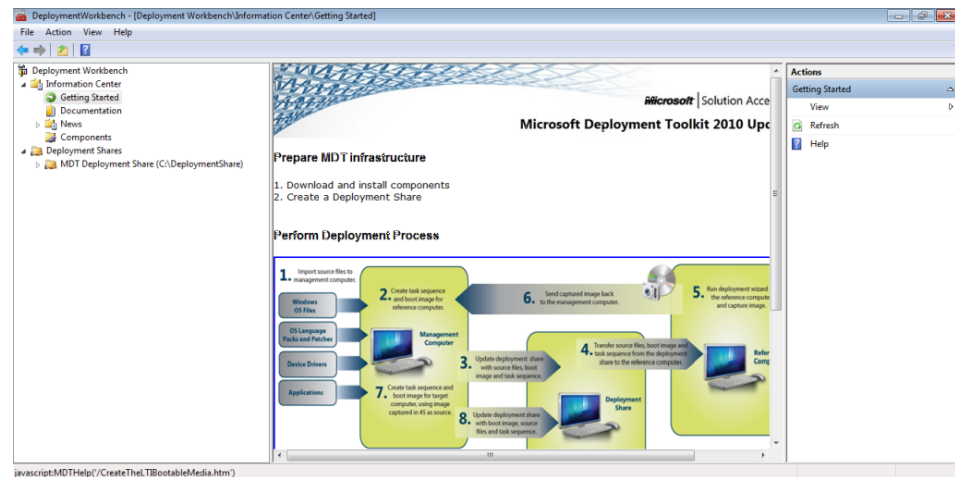 DeploymentWorkbench - [Deployment Workbench\Information Center\Getting Started]
File Action View Help
Deployment Workbench
Information Center
Getting Started
Documentation
News
Components
Deployment Shares
MDT Deployment Share (C:\DeploymentShare)
Microsoft Solution Acce
Microsoft Deployment Toolkit 2010 Upd
Prepare MDT infrastructure
1. Download and install components
2. Create a Deployment Share
Perform Deployment Process
1. Import source files to
management computer.
Windows
OS Files
OS Language
Packs and Patches
Device Drivers
Applications
2. Create task sequence
and boot image for
reference computer.
Management
Computer
7. Create task sequence and
boot image for target
computer, using image
captured in #5 as source.
6. Send captured image back
to the management computer.
3. Update deployment share
with source files, boot
image and task sequence.
8. Update deployment share
with boot image, source
files and task sequence.
4. Transfer source files, boot image and
task sequence from the deployment
share to the reference computer.
Deployment
Share
5. Run deployment wizard
the reference compute
and capture image.
Refer
Comp
Actions
Getting Started
View
Refresh
Help
javascript:MDTHelp('/CreateTheLTIBootableMedia.htm')